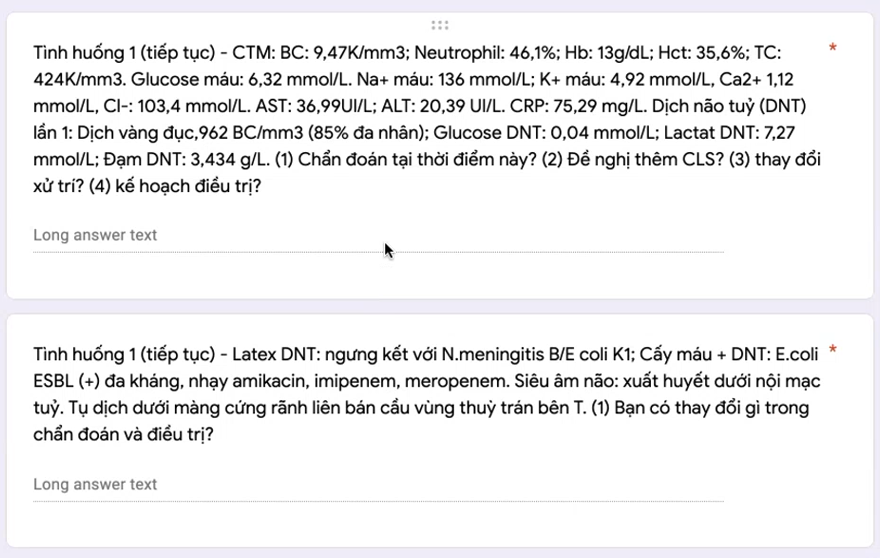 Tình huống 1 (tiếp tục) - CTM: BC: 9,47K/mm3; Neutrophil: 46,1%; Hb: 13g/dL; Hct: 35,6%; TC: *
424K/mm3. Glucose máu: 6,32 mmol/L. Na+ máu: 136 mmol/L; K+ máu: 4,92 mmol/L, Ca2+ 1,12
mmol/L, Cl-: 103,4 mmol/L. AST: 36,99UI/L; ALT: 20,39 UI/L. CRP: 75,29 mg/L. Dịch não tuỷ (DNT)
lần 1: Dịch vàng đục,962 BC/mm3 (85% đa nhân); Glucose DNT: 0,04 mmol/L; Lactat DNT: 7,27
mmol/L; Đạm DNT: 3,434 g/L. (1) Chẩn đoán tại thời điểm này? (2) Đề nghị thêm CLS? (3) thay đổi
xử trí? (4) kế hoạch điều trị?
Long answer text
Tình huống 1 (tiếp tục) - Latex DNT: ngưng kết với N.meningitis B/E coli K1; Cấy máu + DNT: E.coli *
ESBL (+) đa kháng, nhạy amikacin, imipenem, meropenem. Siêu âm não: xuất huyết dưới nội mạc
tuỷ. Tụ dịch dưới màng cứng rãnh liên bán cầu vùng thuỳ trán bên T. (1) Bạn có thay đổi gì trong
chẩn đoán và điều trị?
Long answer text